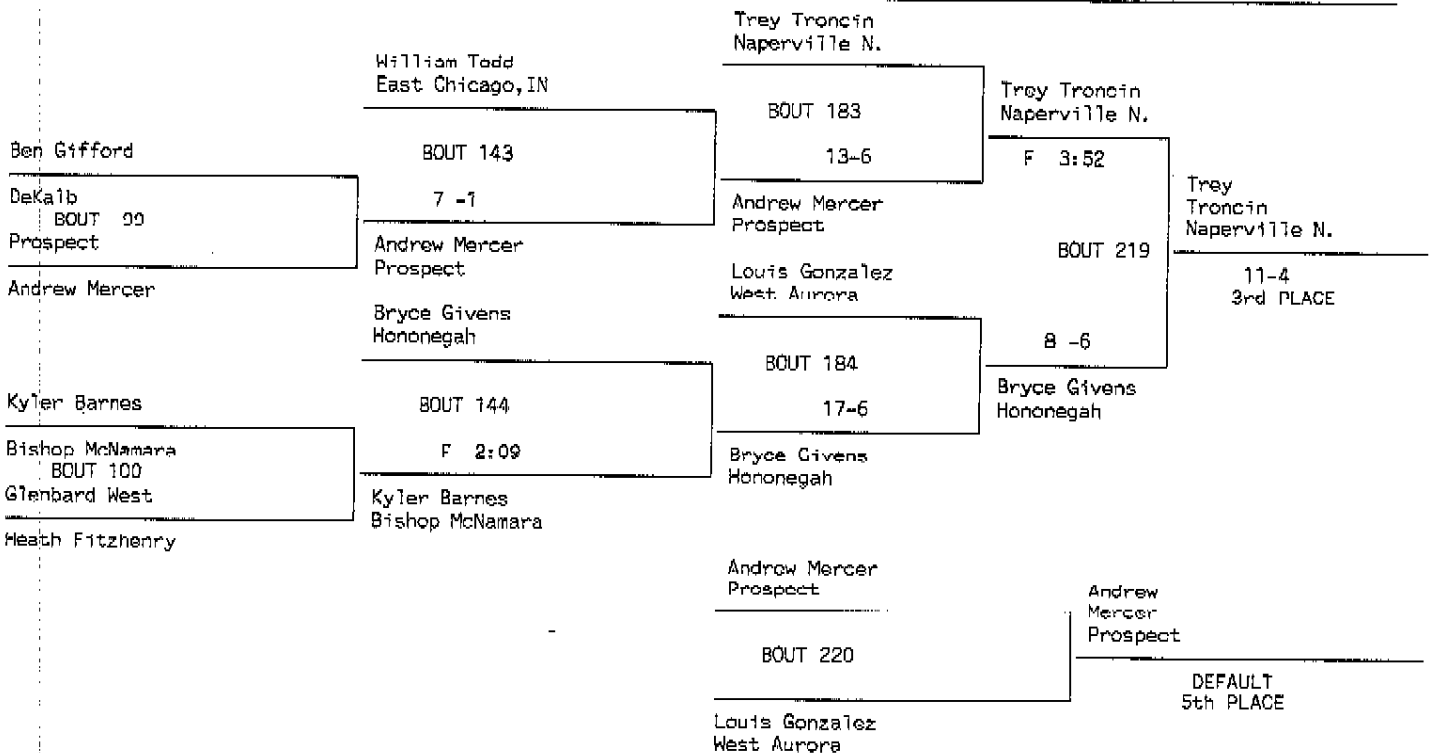 Trey Troncin
Naperville N.
William Todd
East Chicago, IN
BOUT 183
13-6
Trey Troncin
Naperville N.
Ben Gifford
DeKalb
BOUT 99
Prospect
Andrew Mercer
BOUT 143
7 -1
Andrew Mercer
Prospect
Andrew Mercer
Prospect
F 3:52
BOUT 219
Trey
Troncin
Naperville N.
11-4
3rd PLACE
Bryce Givens
Hononegah
Louis Gonzalez
West Aurora
BOUT 184
17-6
8 -6
Bryce Givens
Hononegah
Kyler Barnes
Bishop McNamara
BOUT 100
Glenbard West
Heath Fitzhenry
BOUT 144
F 2:09
Kyler Barnes
Bishop McNamara
Bryce Givens
Hononegah
Andrew Mercer
Prospect
BOUT 220
Louis Gonzalez
West Aurora
Andrew
Mercer
Prospect
DEFAULT
5th PLACE